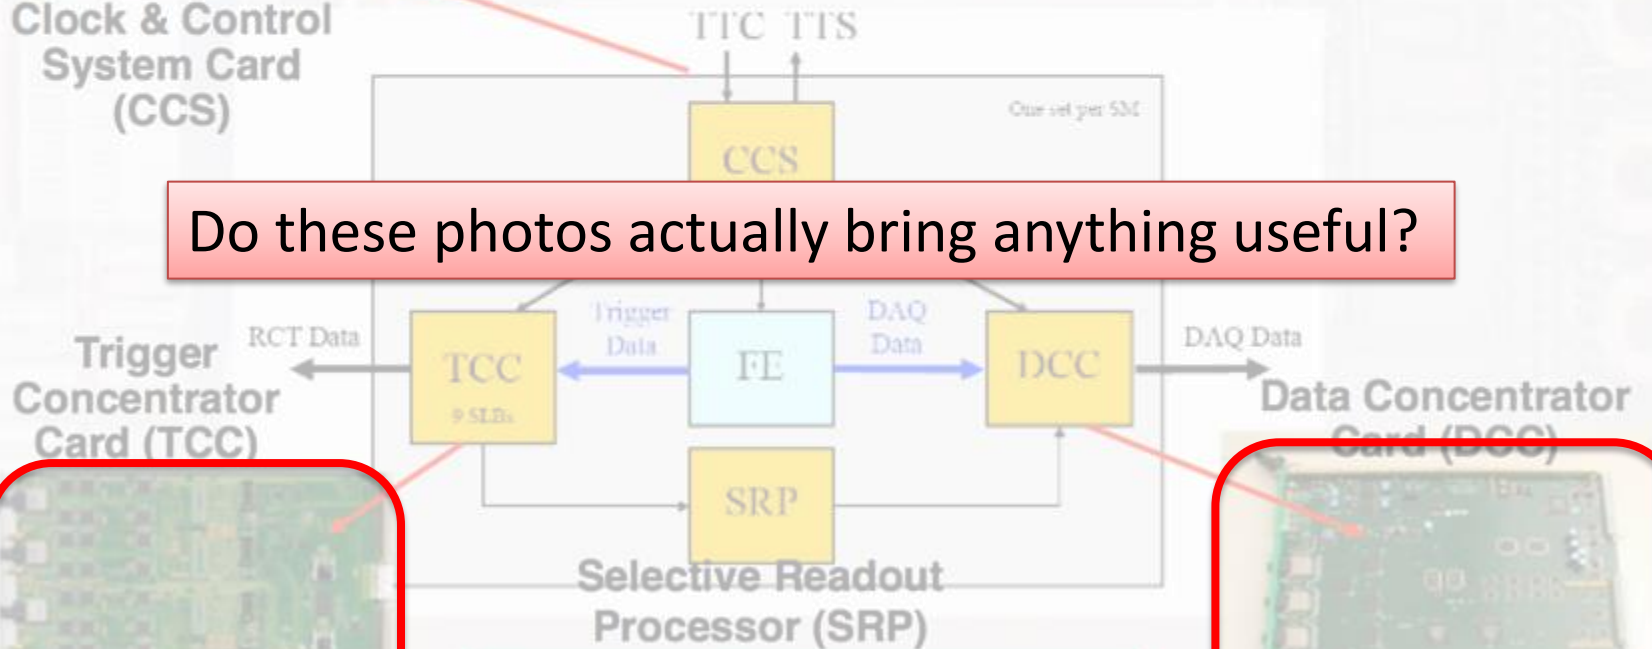 Clock & Control
System Card
(CCS)
TTC TTS
One set per SM
CCS
Do these photos actually bring anything useful?
Trigger
Concentrator
Card (TCC)
RCT Data
TCC
9 SLBs
Trigger
Data
FE
DAQ
Data
DCC
DAQ Data
Data Concentrator
Card (DCC)
SRP
Selective Readout
Processor (SRP)